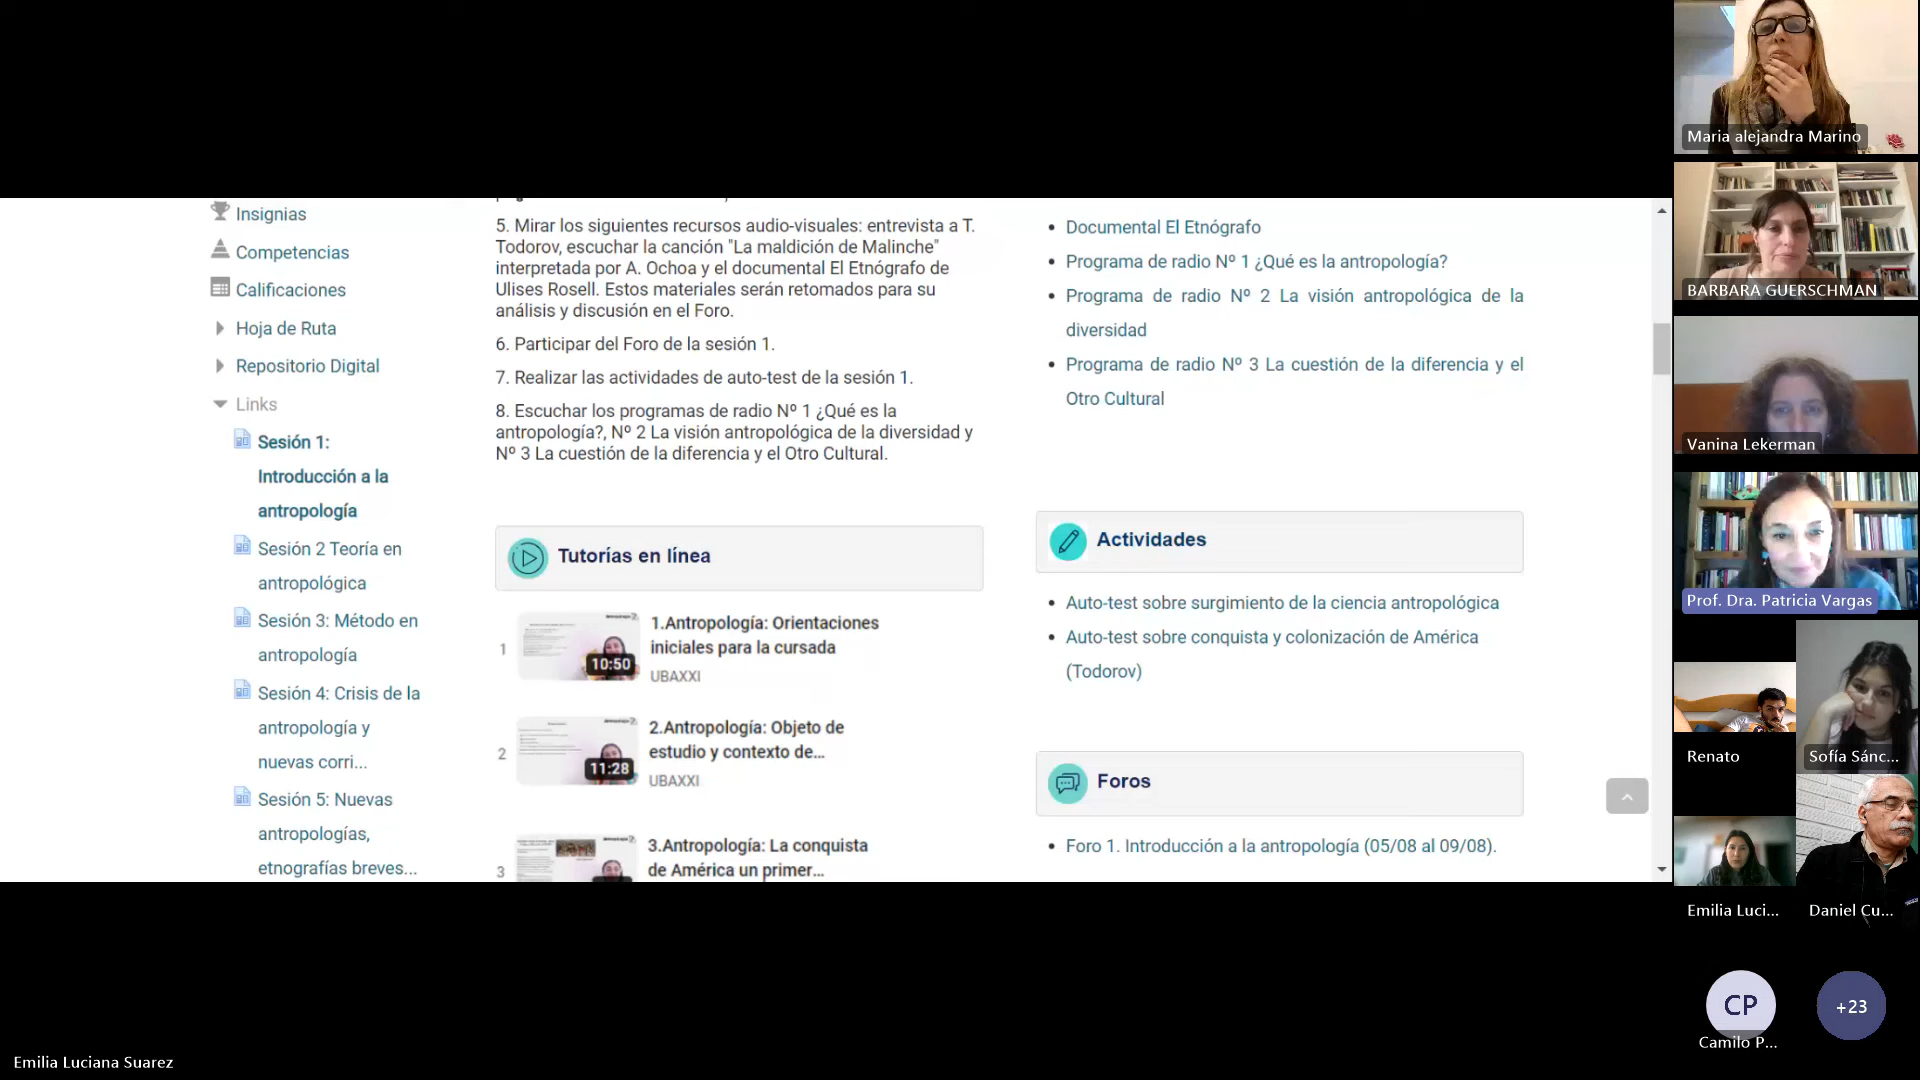 Insignias
Competencias
Calificaciones
Hoja de Ruta
Repositorio Digital
Links
Sesión 1:
Introducción a la
antropología
Sesión 2 Teoría en
antropológica
Sesión 3: Método en
antropología
Sesión 4: Crisis de la
antropología y
nuevas corri...
Sesión 5: Nuevas
antropologías,
etnografías breves...
5. Mirar los siguientes recursos audio-visuales: entrevista a T.
Todorov, escuchar la canción "La maldición de Malinche"
interpretada por A. Ochoa y el documental El Etnógrafo de
Ulises Rosell. Estos materiales serán retomados para su
análisis y discusión en el Foro.
6. Participar del Foro de la sesión 1.
7. Realizar las actividades de auto-test de la sesión 1.
8. Escuchar los programas de radio Nº 1 ¿Qué es la
antropología?, Nº 2 La visión antropológica de la diversidad y
Nº 3 La cuestión de la diferencia y el Otro Cultural.
Tutorías en línea
1
10:50
1.Antropología: Orientaciones
iniciales para la cursada
UBAXXI
2
11:28
2.Antropología: Objeto de
estudio y contexto de...
UBAXXI
3
3.Antropología: La conquista
de América un primer...
Documental El Etnógrafo
Programa de radio Nº 1 ¿Qué es la antropología?
Programa de radio Nº 2 La visión antropológica de la
diversidad
Programa de radio Nº 3 La cuestión de la diferencia y el
Otro Cultural
Actividades
Auto-test sobre surgimiento de la ciencia antropológica
Auto-test sobre conquista y colonización de América
(Todorov)
Foros
Foro 1. Introducción a la antropología (05/08 al 09/08).
Maria alejandra Marino
BARBARA GUERSCHMAN
Vanina Lekerman
Prof. Dra. Patricia Vargas
Renato
Sofía Sánc...
Emilia Luci...
Daniel Cu...
CP
+23
Camilo P...
Emilia Luciana Suarez